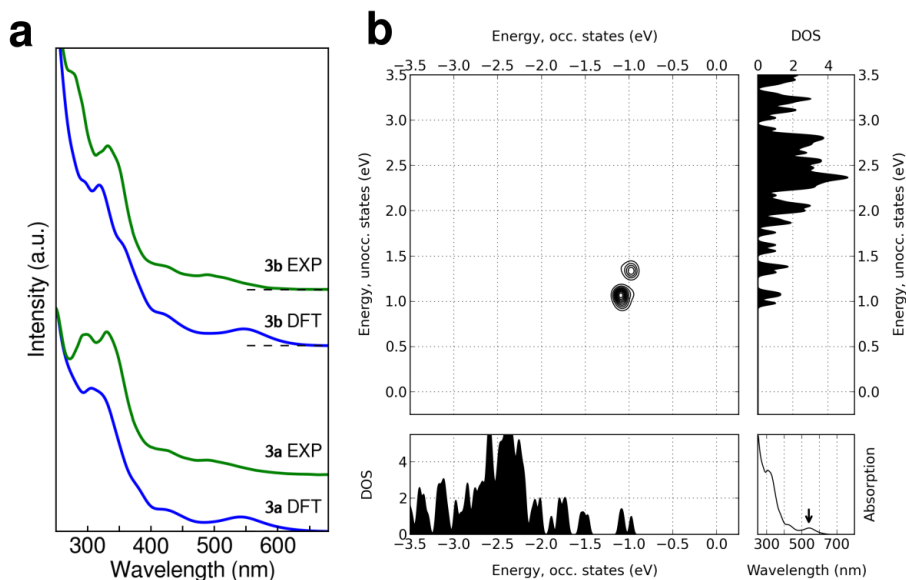 a
Intensity (a.u.)
3b EXP
3b DFT
3a EXP
3a DFT
300 400 500 600
Wavelength (nm)
b
Energy, occ. states (eV)
−3.5 −3.0 −2.5 −2.0 −1.5 −1.0 −0.5 0.0
Energy, unocc. states (eV)
3.5
3.0
2.5
2.0
1.5
1.0
0.5
0.0
DOS
0 2 4
3.5
3.0
2.5
2.0
1.5
1.0
0.5
0.0
Energy, unocc. states (eV)
DOS
4
2
0
−3.5 −3.0 −2.5 −2.0 −1.5 −1.0 −0.5 0.0
Energy, occ. states (eV)
Absorption
300 500 700
Wavelength (nm)